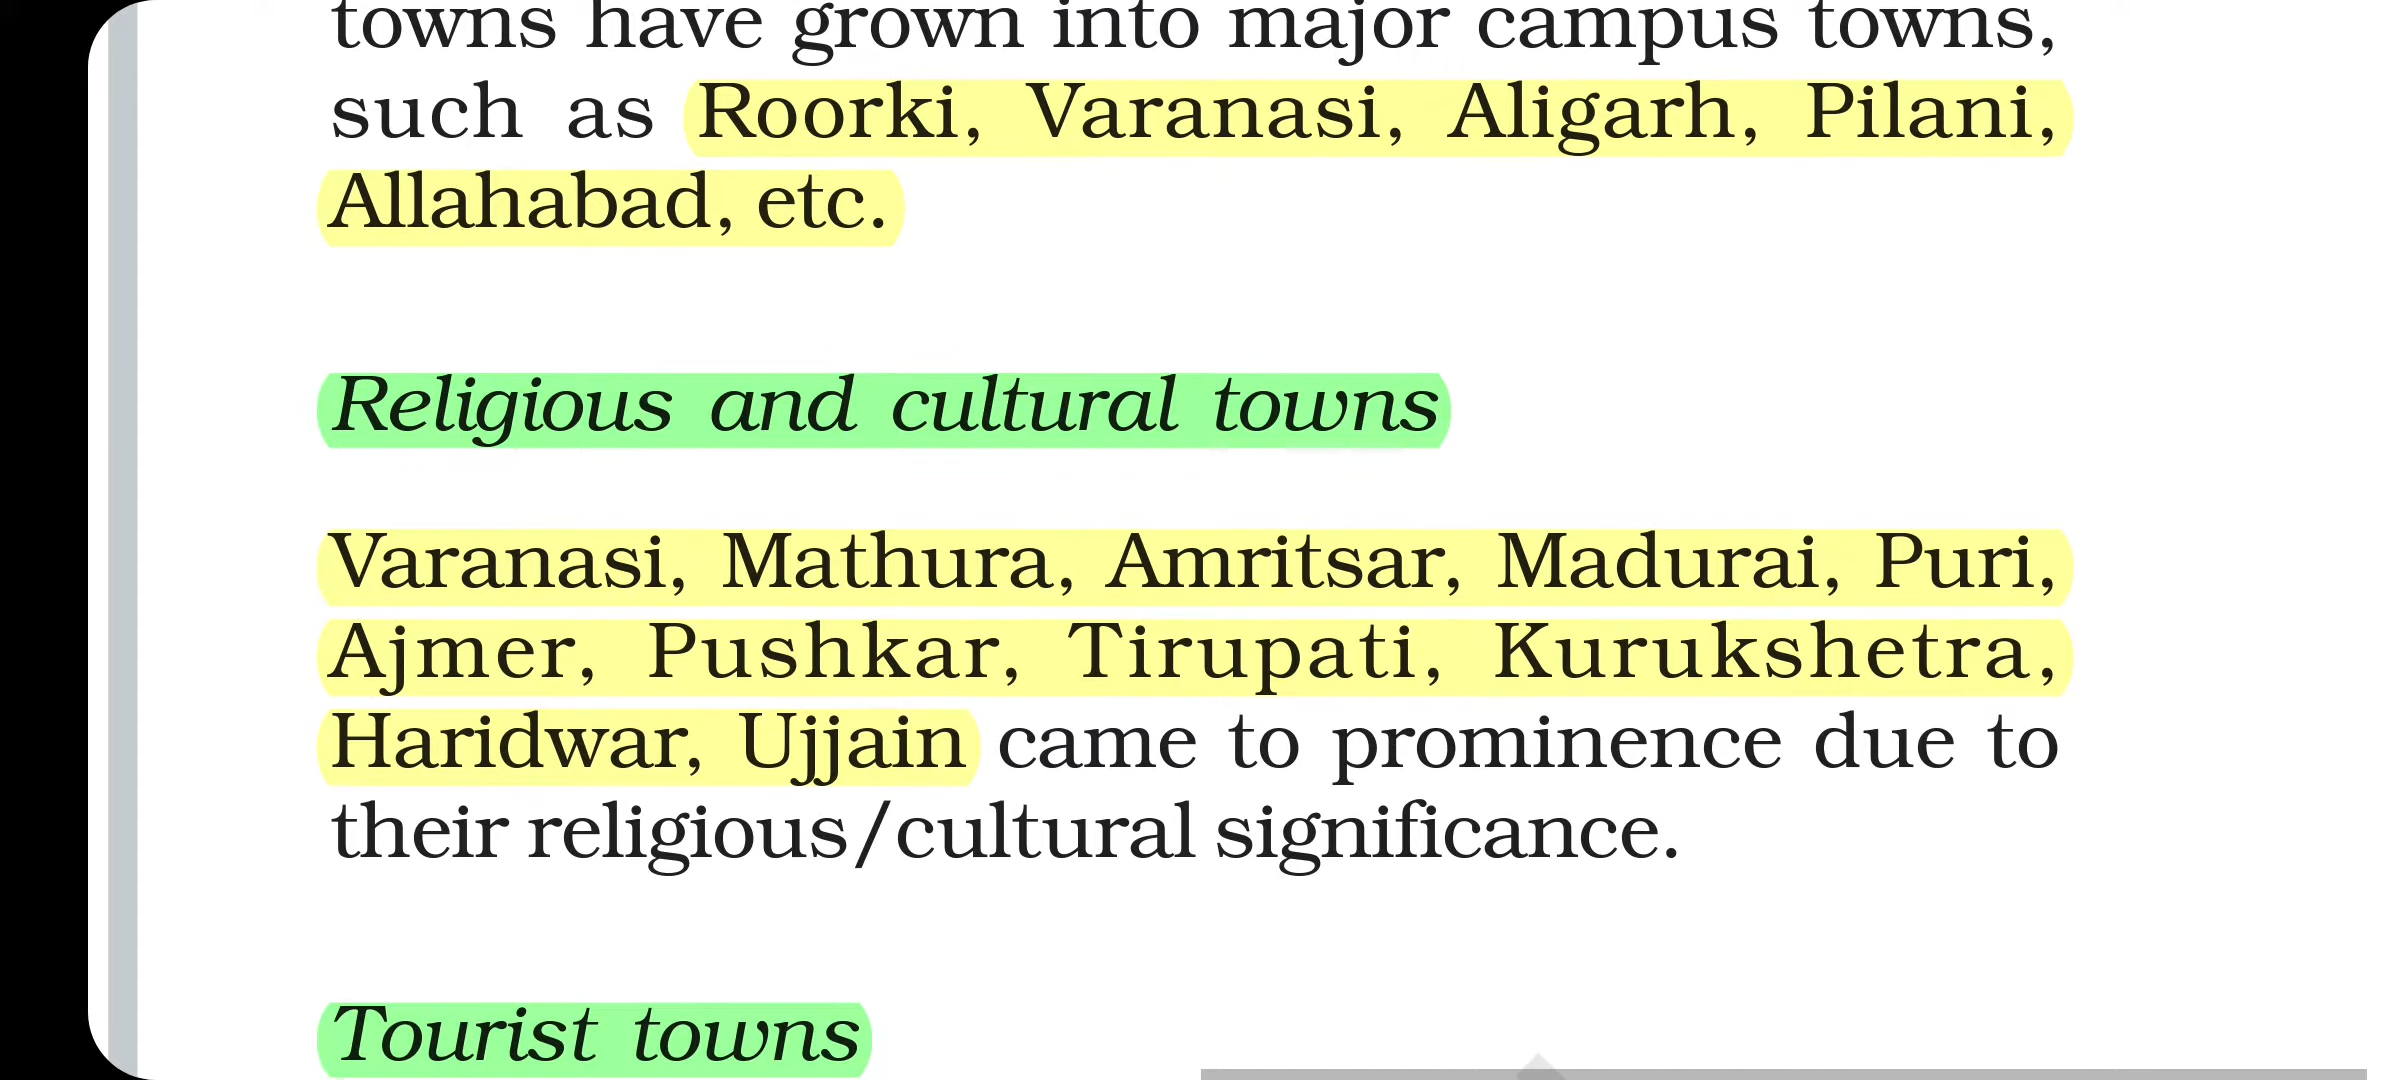 towns have grown into major campus towns,
such as Roorki, Varanasi, Aligarh, Pilani,
Allahabad, etc.
Religious and cultural towns
Varanasi, Mathura, Amritsar, Madurai, Puri,
Ajmer, Pushkar, Tirupati, Kurukshetra,
Haridwar, Ujjain came to prominence due to
their religious/cultural significance.
Tourist towns